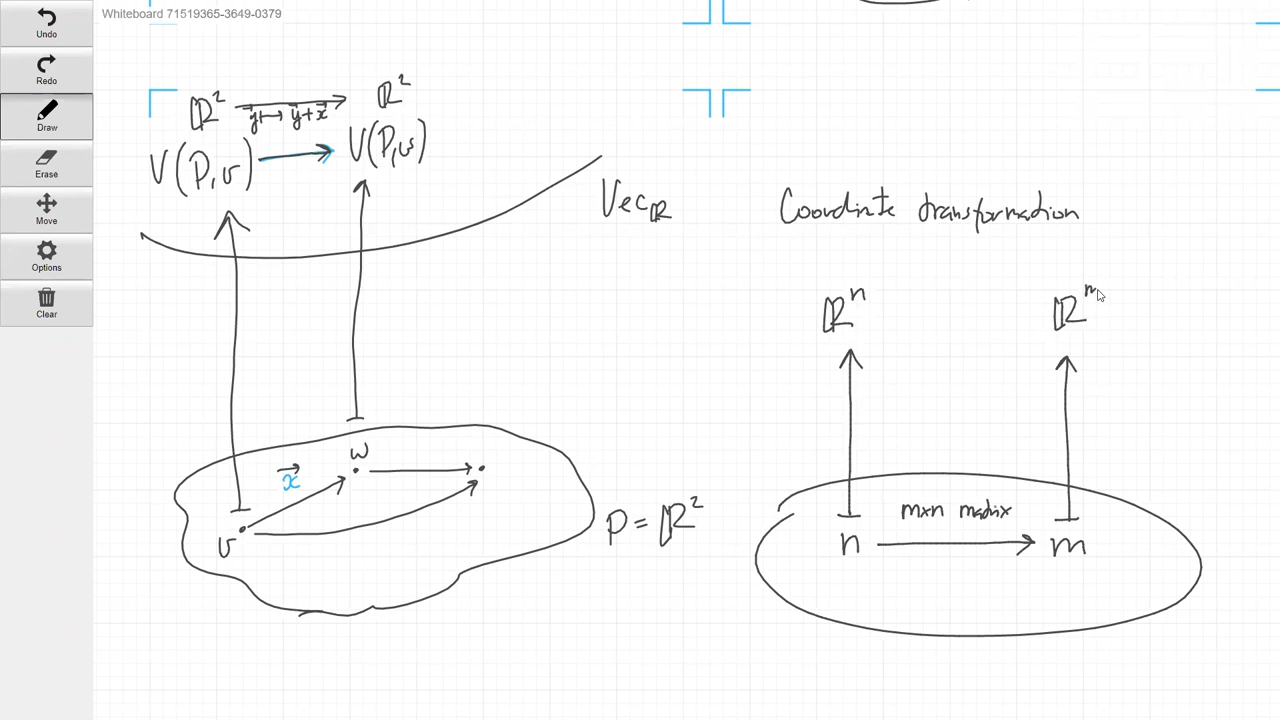 Whiteboard 71519365-3649-0379
Undo
Redo
Draw
Erase
Move
Options
Clear
ℝ² ℝ²
y⃗ ↦ y⃗+x⃗
V(P,v) → V(P,w)
Vec_ℝ
x⃗
w
v
P = ℝ²
Coordinate transformation
ℝⁿ ℝᵐ
m×n matrix
n → m